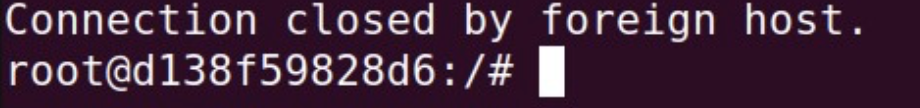 Connection closed by foreign host.
root@d138f59828d6:/#